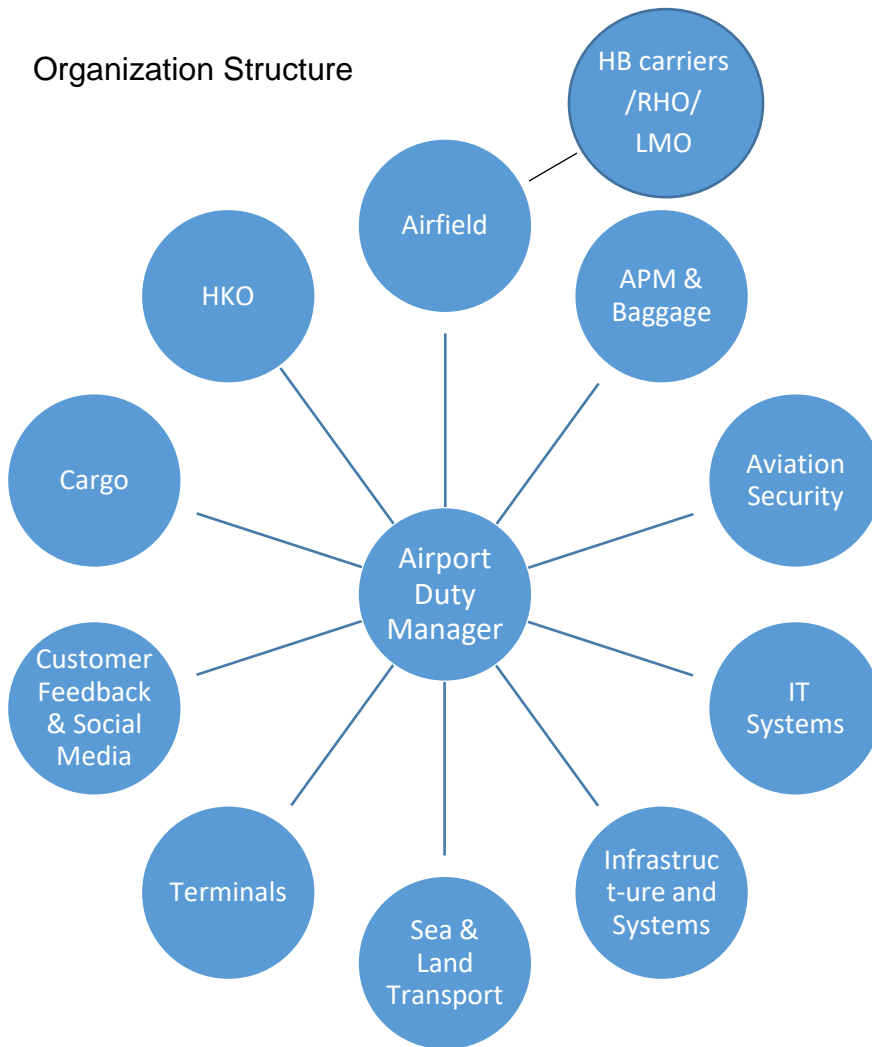 Organization Structure
HB carriers
/RHO/
LMO
Airfield
APM &
Baggage
HKO
Aviation
Security
Cargo
Airport
Duty
Manager
Customer
Feedback
& Social
Media
IT
Systems
Terminals
Infrastruc
t-ure and
Systems
Sea &
Land
Transport